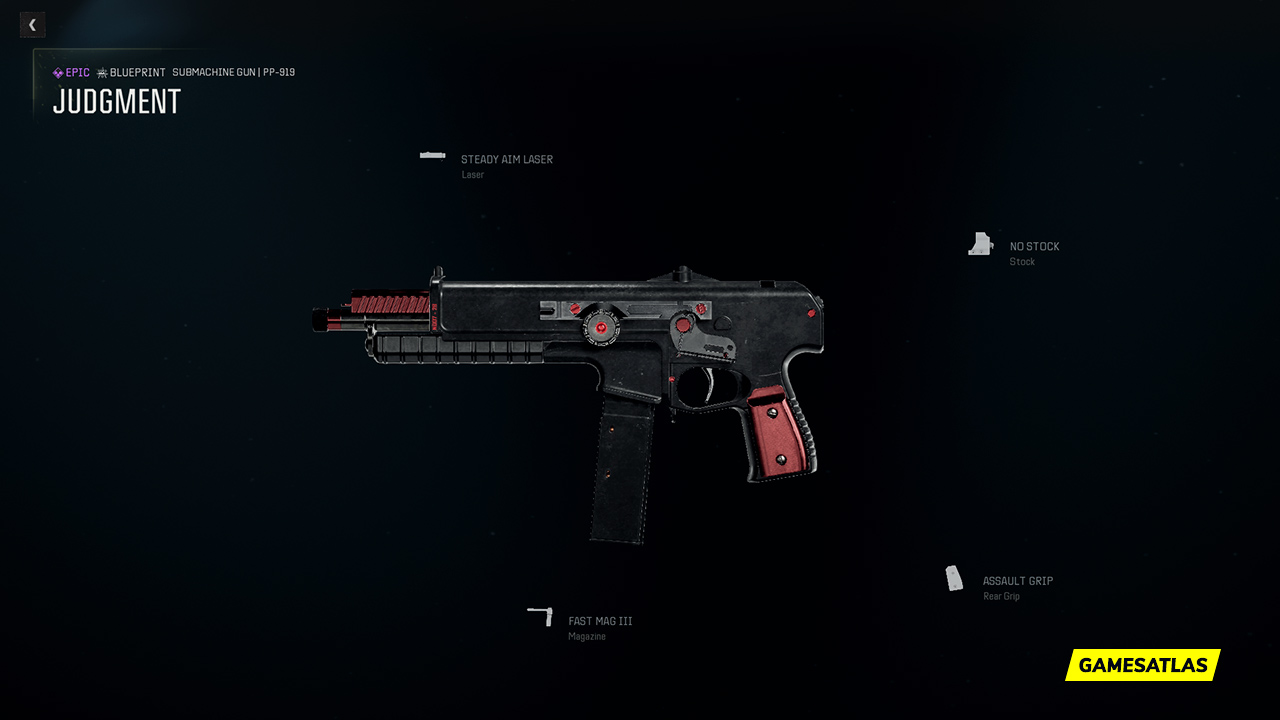 EPIC BLUEPRINT SUBMACHINE GUN | PP-919
JUDGMENT
STEADY AIM LASER
Laser
NO STOCK
Stock
ASSAULT GRIP
Rear Grip
FAST MAG III
Magazine
GAMESATLAS